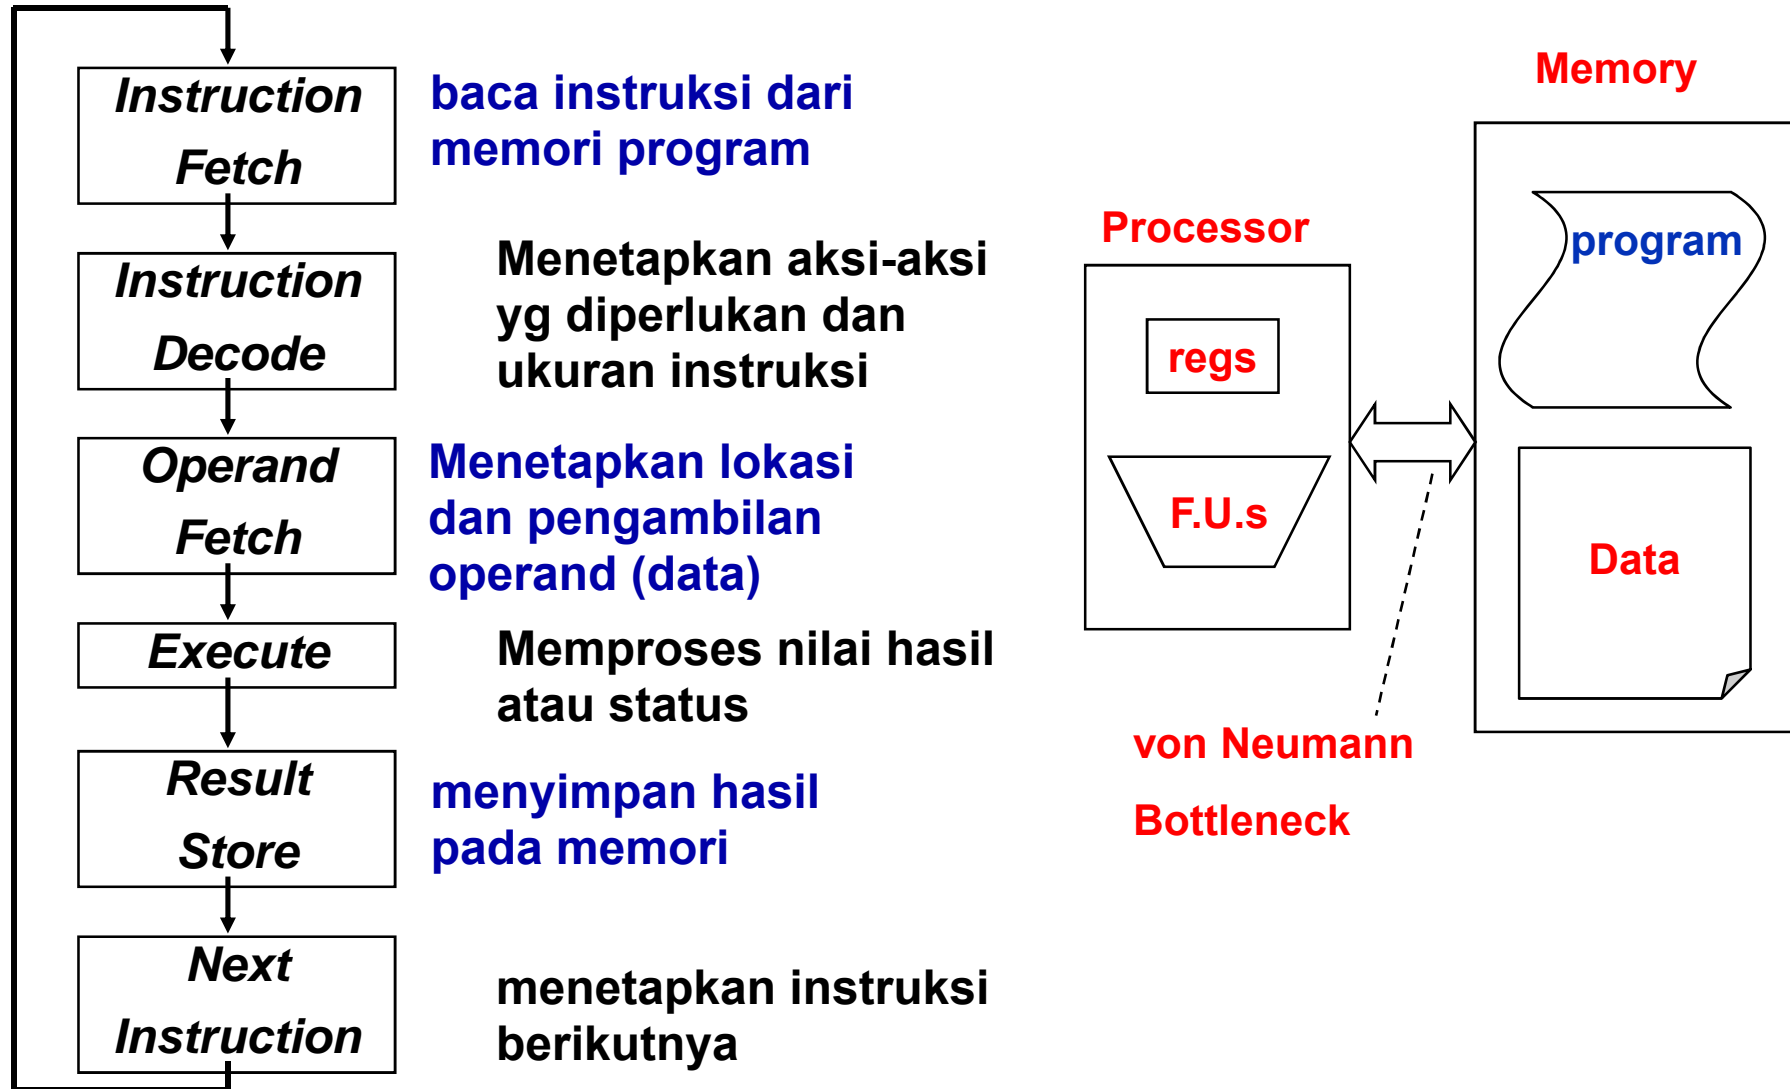 Instruction
Fetch
baca instruksi dari
memori program
Instruction
Decode
Menetapkan aksi-aksi
yg diperlukan dan
ukuran instruksi
Operand
Fetch
Menetapkan lokasi
dan pengambilan
operand (data)
Execute
Memproses nilai hasil
atau status
Result
Store
menyimpan hasil
pada memori
Next
Instruction
menetapkan instruksi
berikutnya
Processor
regs
F.U.s
von Neumann
Bottleneck
Memory
program
Data